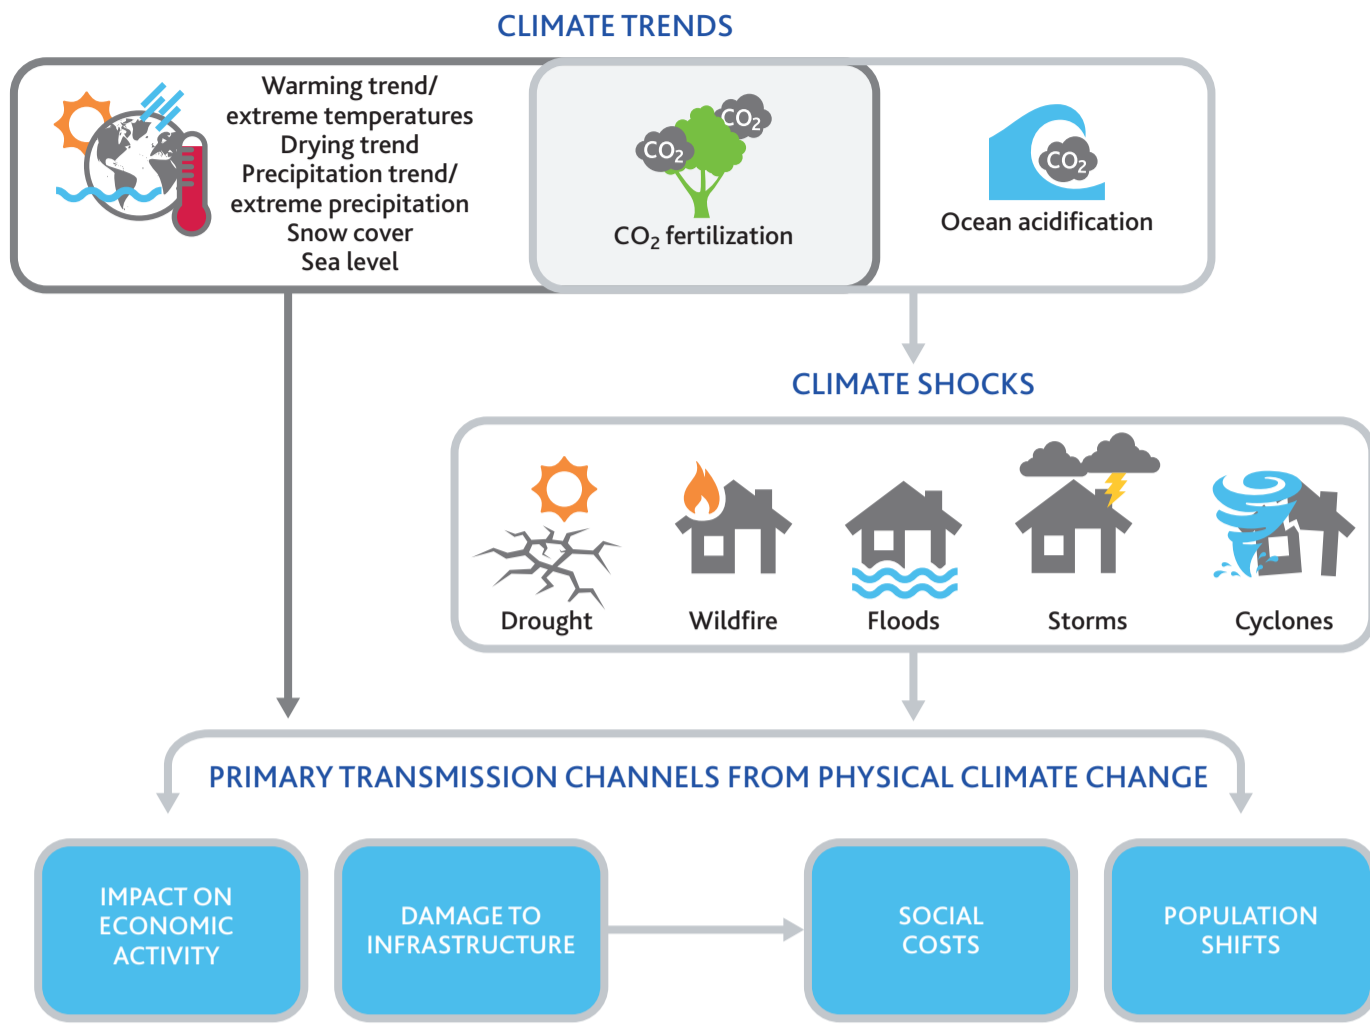 CLIMATE TRENDS
Warming trend/
extreme temperatures
Drying trend
Precipitation trend/
extreme precipitation
Snow cover
Sea level
CO₂
CO₂
CO₂ fertilization
CO₂
Ocean acidification
CLIMATE SHOCKS
Drought
Wildfire
Floods
Storms
Cyclones
PRIMARY TRANSMISSION CHANNELS FROM PHYSICAL CLIMATE CHANGE
IMPACT ON
ECONOMIC
ACTIVITY
DAMAGE TO
INFRASTRUCTURE
SOCIAL
COSTS
POPULATION
SHIFTS